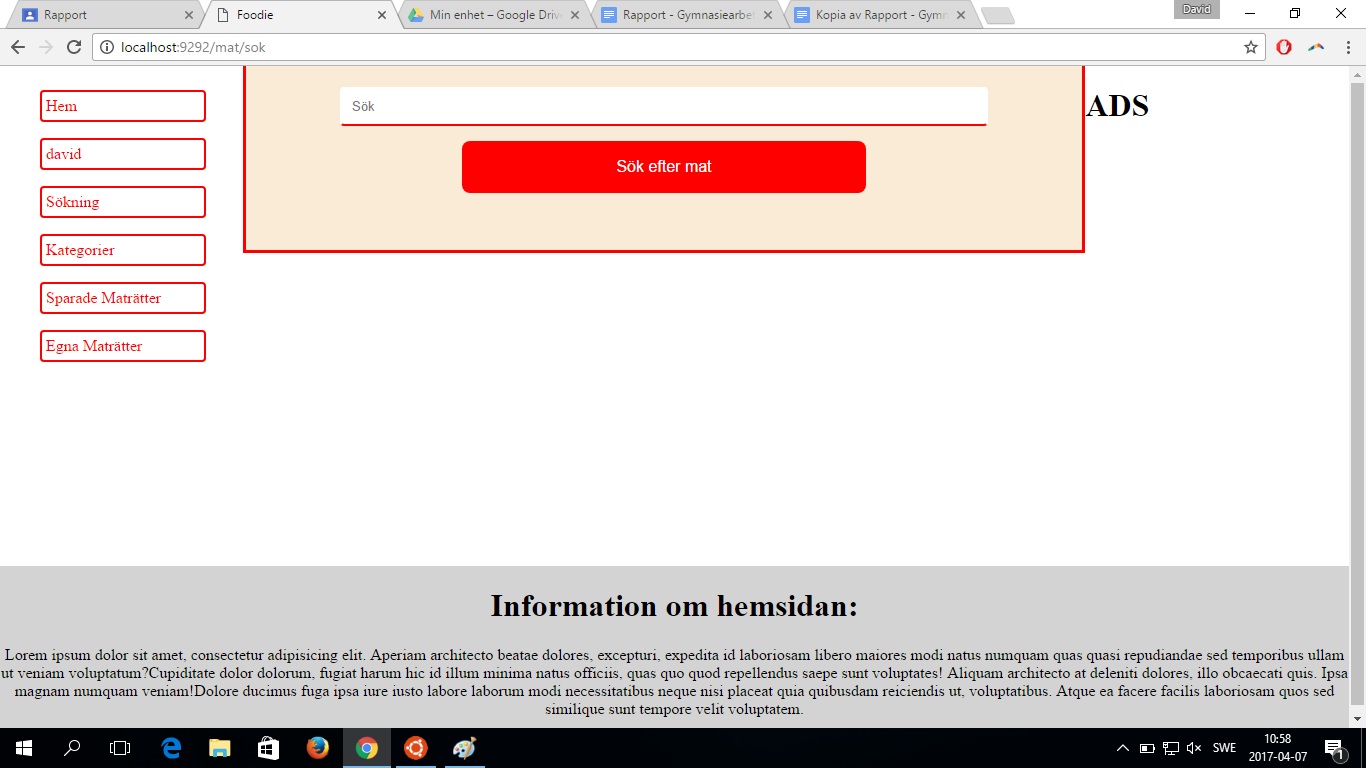 Rapport
Foodie
Min enhet – Google Drive
Rapport - Gymnasiearbet
Kopia av Rapport - Gymn
David
localhost:9292/mat/sok
Hem
david
Sökning
Kategorier
Sparade Maträtter
Egna Maträtter
Sök
Sök efter mat
ADS
Information om hemsidan:
Lorem ipsum dolor sit amet, consectetur adipisicing elit. Aperiam architecto beatae dolores, excepturi, expedita id laboriosam libero maiores modi natus numquam quas quasi repudiandae sed temporibus ullam
ut veniam voluptatum?Cupiditate dolor dolorum, fugiat harum hic id illum minima natus officiis, quas quo quod repellendus saepe sunt voluptates! Aliquam architecto at deleniti dolores, illo obcaecati quis. Ipsa
magnam numquam veniam!Dolore ducimus fuga ipsa iure iusto labore laborum modi necessitatibus neque nisi placeat quia quibusdam reiciendis ut, voluptatibus. Atque ea facere facilis laboriosam quos sed
similique sunt tempore velit voluptatem.
SWE
10:58
2017-04-07
1